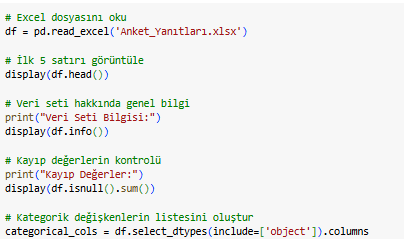 # Excel dosyasını oku
df = pd.read_excel('Anket_Yanıtları.xlsx')
# İlk 5 satırı görüntüle
display(df.head())
# Veri seti hakkında genel bilgi
print("Veri Seti Bilgisi:")
display(df.info())
# Kayıp değerlerin kontrolü
print("Kayıp Değerler:")
display(df.isnull().sum())
# Kategorik değişkenlerin listesini oluştur
categorical_cols = df.select_dtypes(include=['object']).columns